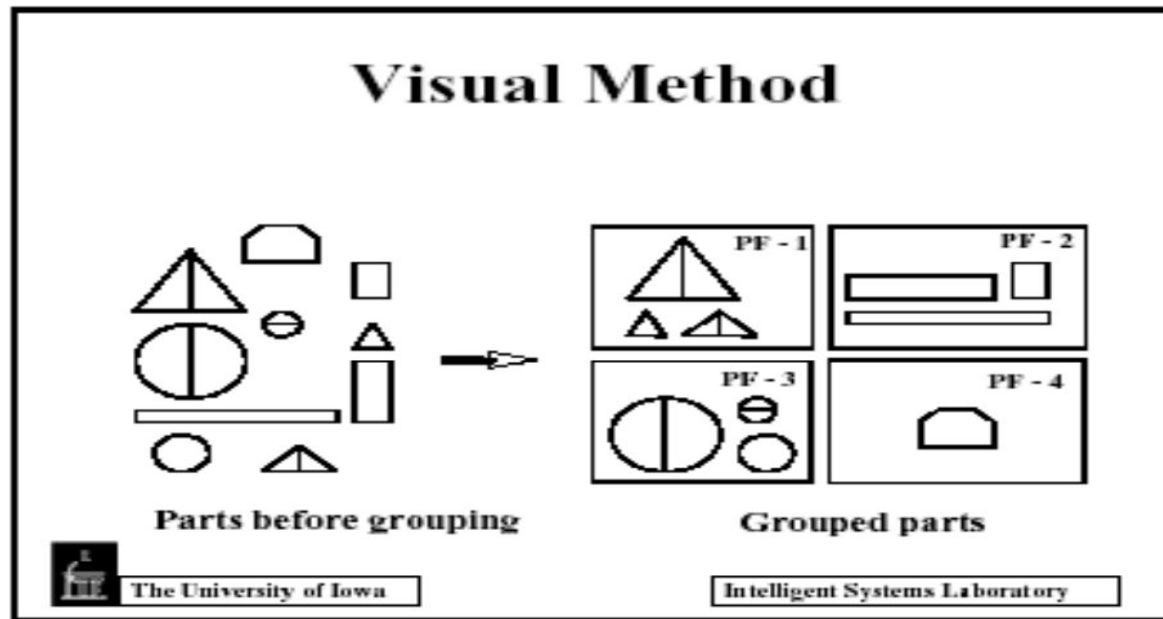 Visual Method
PF - 1
PF - 2
PF - 3
PF - 4
Parts before grouping
Grouped parts
The University of Iowa
Intelligent Systems Laboratory